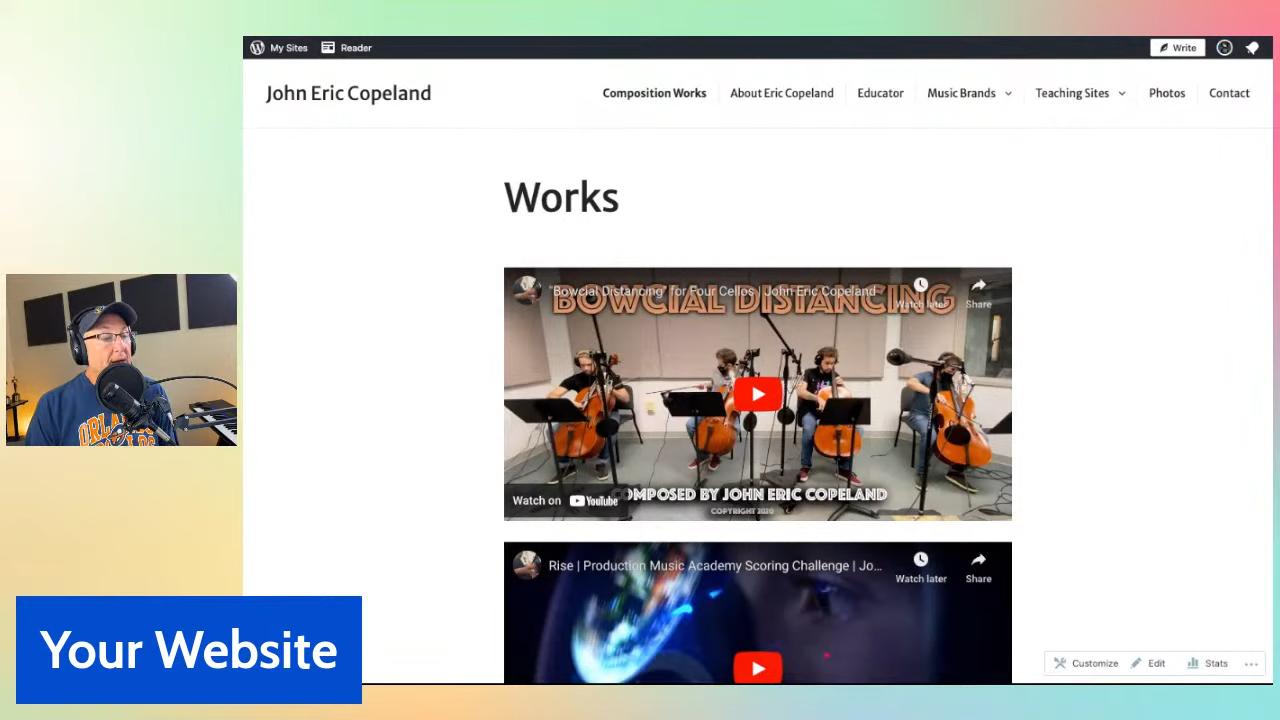 My Sites
Reader
Write
John Eric Copeland
Composition Works
About Eric Copeland
Educator
Music Brands
Teaching Sites
Photos
Contact
Works
"Bowcial Distancing" for Four Cellos | John Eric Copeland
Watch later
Share
BOWCIAL DISTANCING
Watch on YouTube
COMPOSED BY JOHN ERIC COPELAND
COPYRIGHT 2020
Rise | Production Music Academy Scoring Challenge | Jo...
Watch later
Share
ORLANDO
Your Website
Customize
Edit
Stats